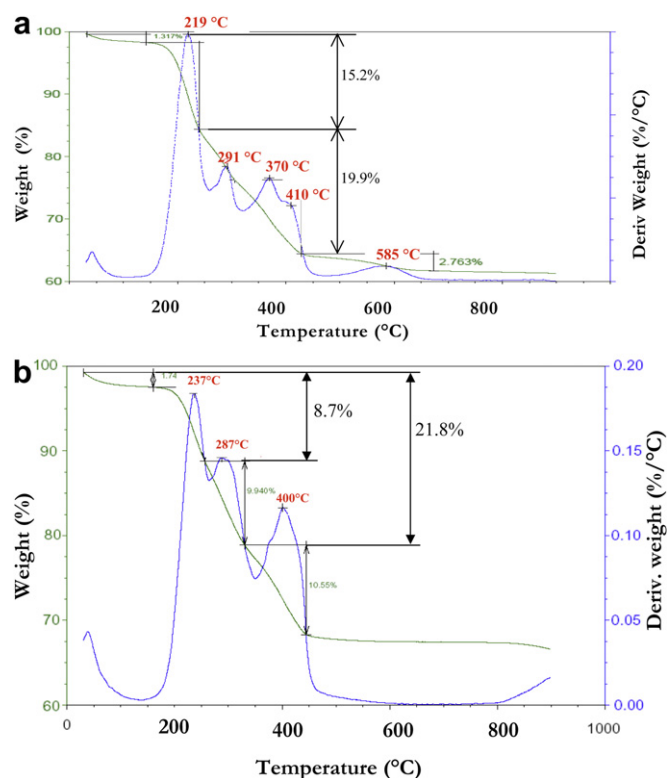 a
219 °C
100
1.317%
15.2%
90
291 °C
370 °C
80
19.9%
410 °C
70
585 °C
2.763%
60
200
400
600
800
Weight (%)
Deriv Weight (%/°C)
Temperature (°C)
b
100
0.20
1.74
237°C
8.7%
21.8%
90
287°C
0.15
9.940%
400°C
80
0.10
10.55%
70
0.05
60
0.00
0
200
400
600
800
1000
Weight (%)
Deriv. weight (%/°C)
Temperature (°C)